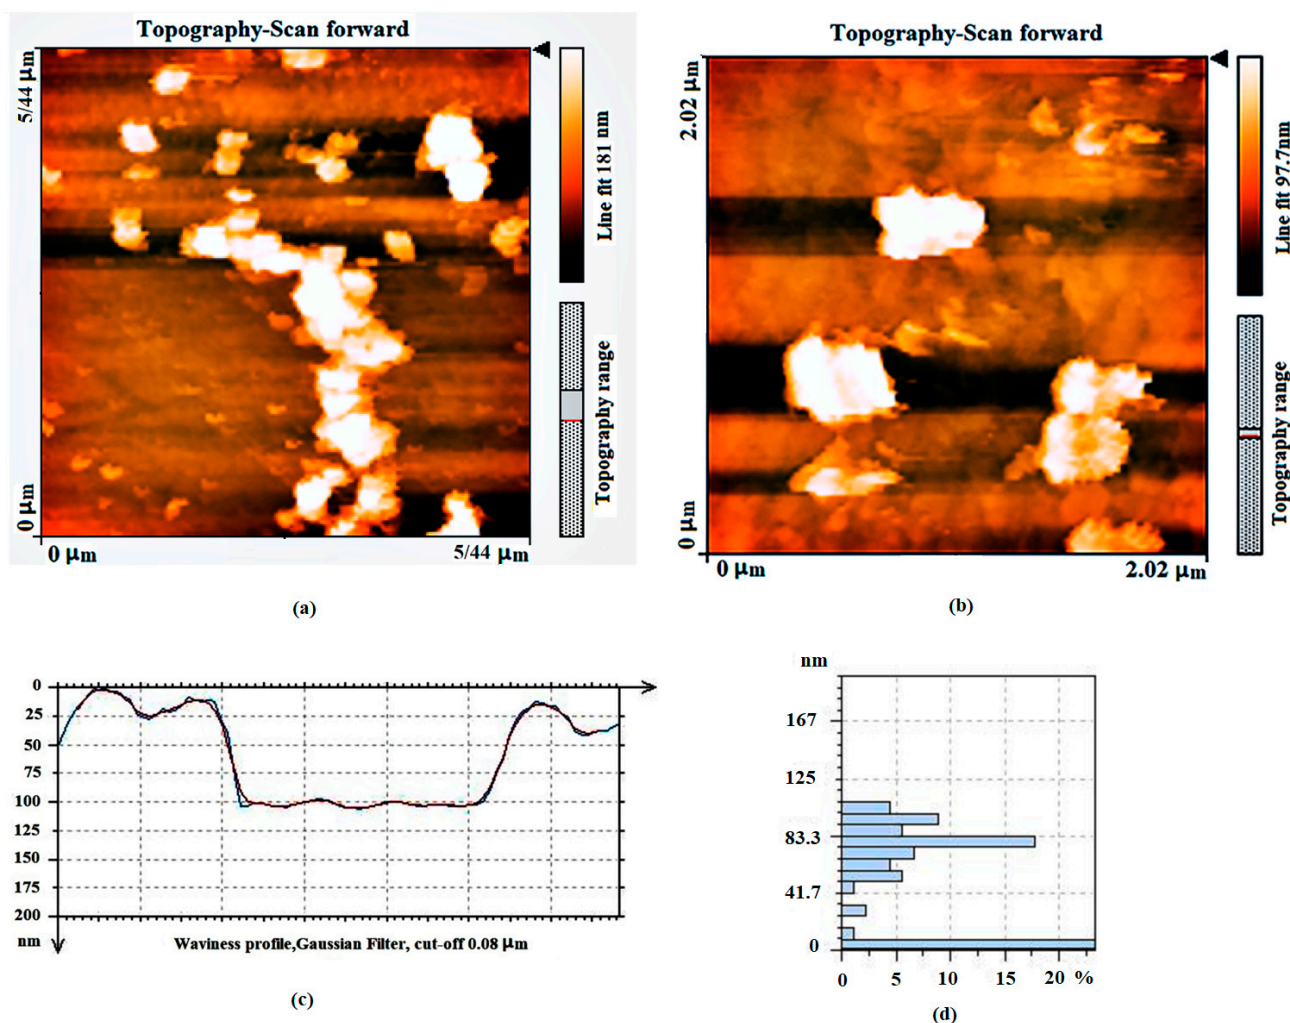 Topography-Scan forward
5/44 µm
0 µm
0 µm
5/44 µm
Line fit 181 nm
Topography range
(a)
Topography-Scan forward
2.02 µm
0 µm
0 µm
2.02 µm
Line fit 97.7nm
Topography range
(b)
0
25
50
75
100
125
150
175
200
nm
Waviness profile,Gaussian Filter, cut-off 0.08 µm
(c)
nm
167
125
83.3
41.7
0
0 5 10 15 20 %
(d)